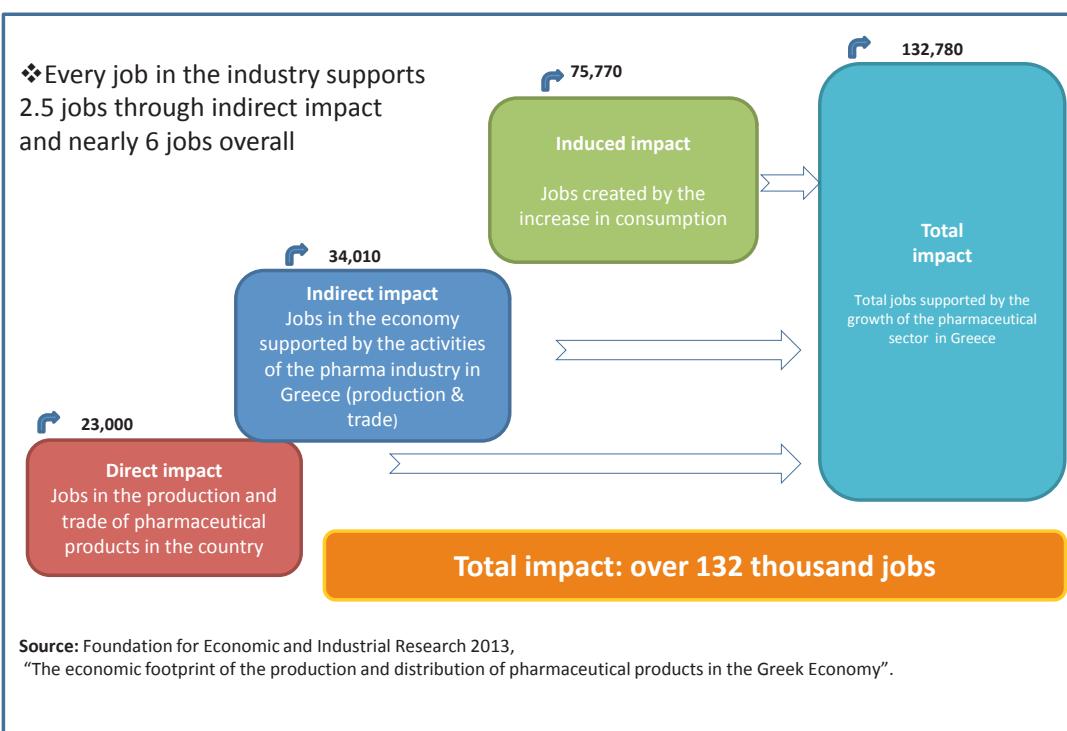 ❖Every job in the industry supports
2.5 jobs through indirect impact
and nearly 6 jobs overall
132,780
75,770
Induced impact
Jobs created by the
increase in consumption
Total
impact
Total jobs supported by the
growth of the pharmaceutical
sector in Greece
34,010
Indirect impact
Jobs in the economy
supported by the activities
of the pharma industry in
Greece (production &
trade)
23,000
Direct impact
Jobs in the production and
trade of pharmaceutical
products in the country
Total impact: over 132 thousand jobs
Source: Foundation for Economic and Industrial Research 2013,
“The economic footprint of the production and distribution of pharmaceutical products in the Greek Economy”.